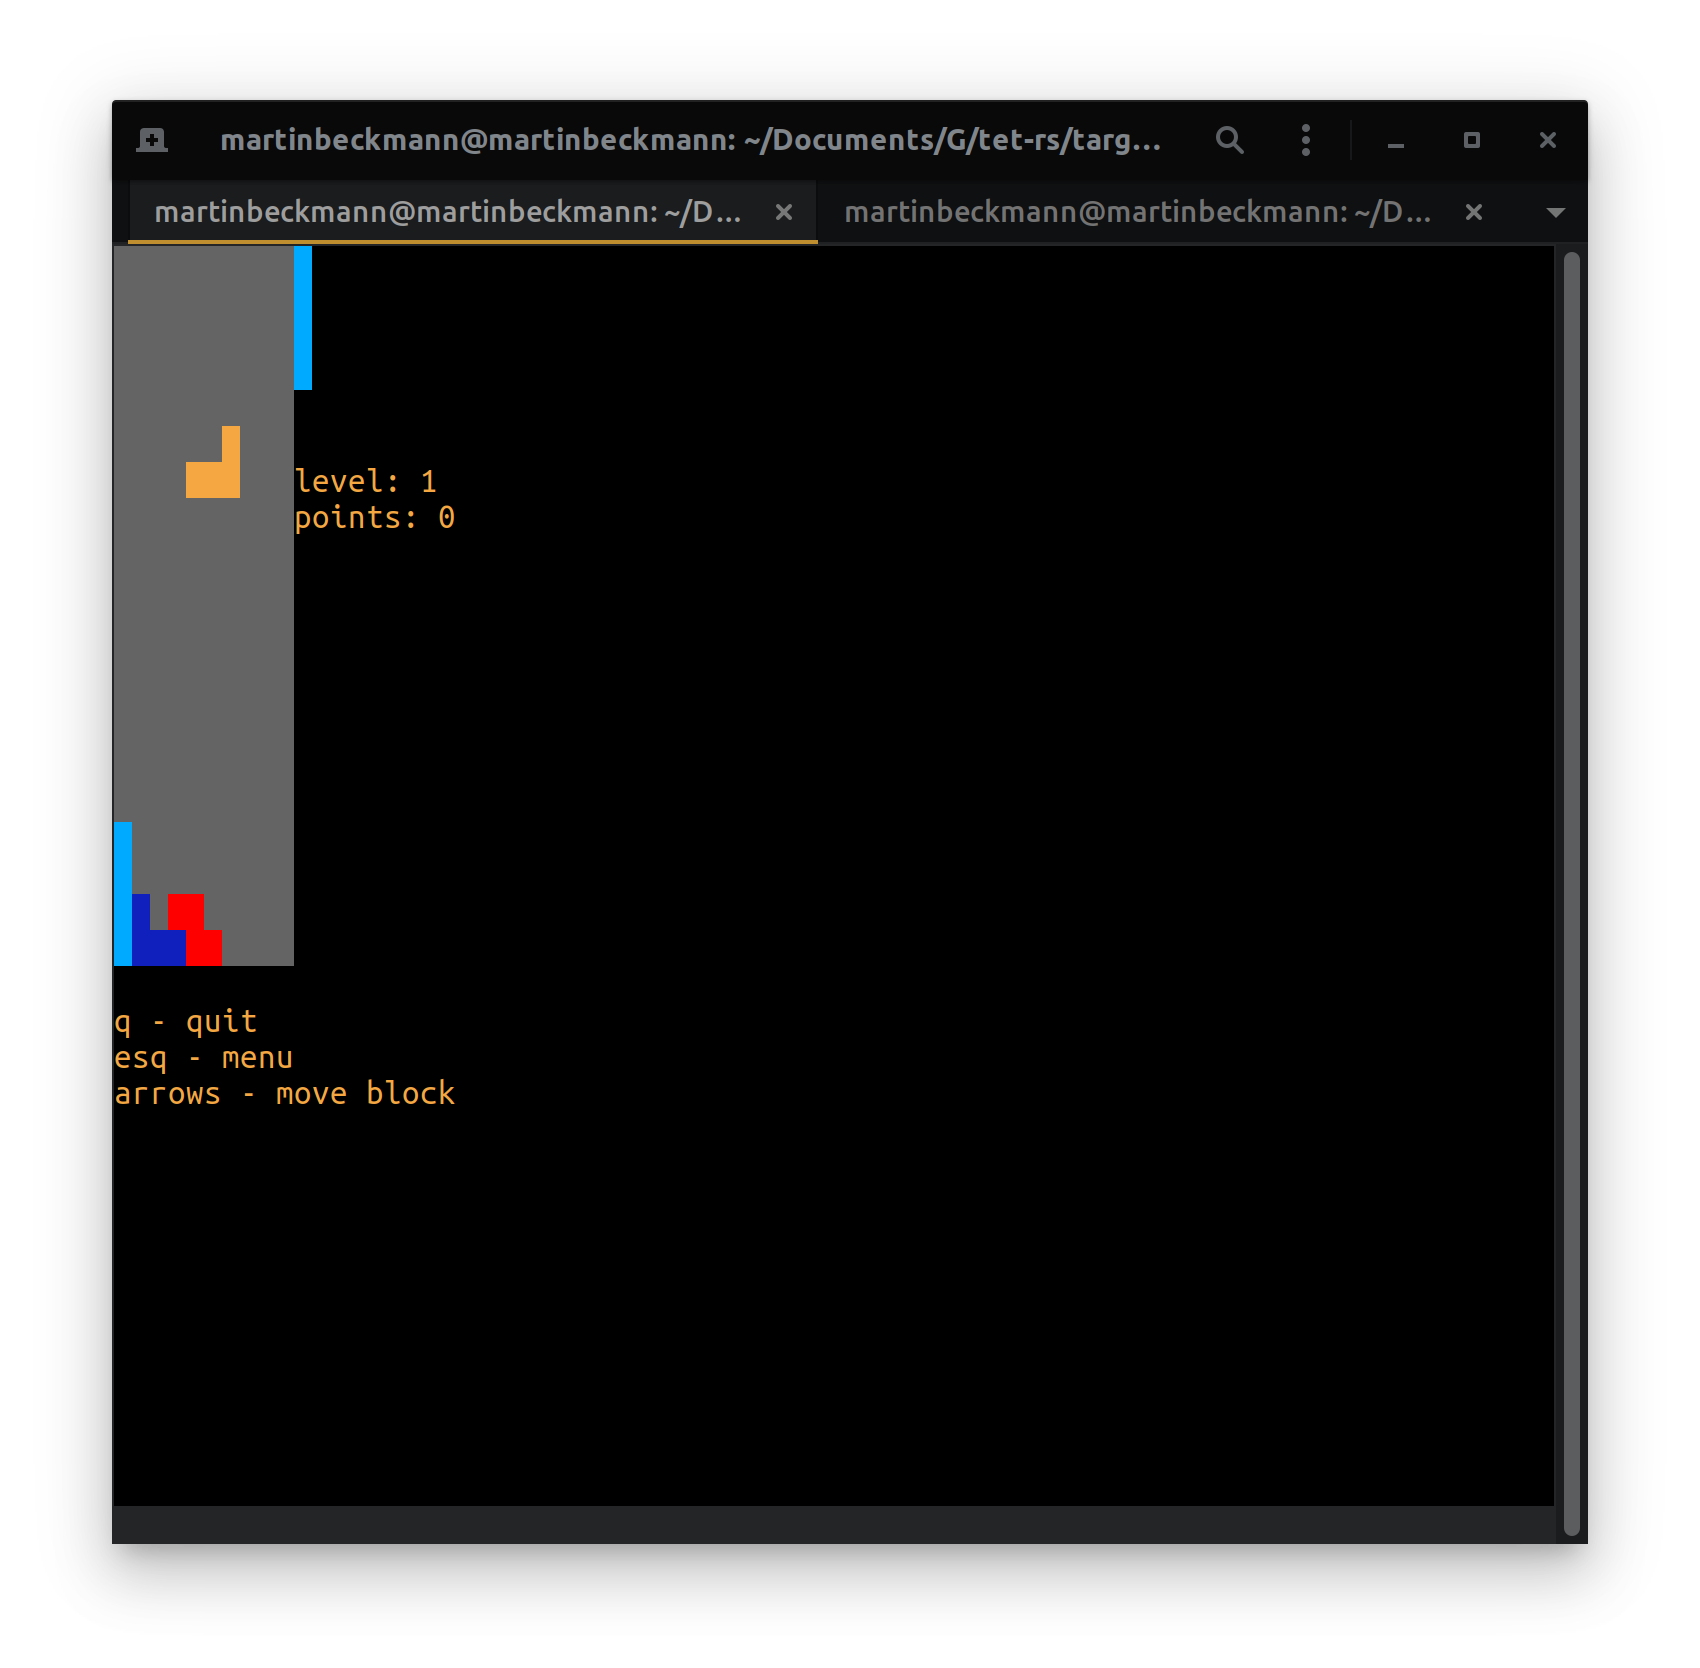 martinbeckmann@martinbeckmann: ~/Documents/G/tet-rs/targ...
martinbeckmann@martinbeckmann: ~/D...
martinbeckmann@martinbeckmann: ~/D...
level: 1
points: 0
q - quit
esq - menu
arrows - move block